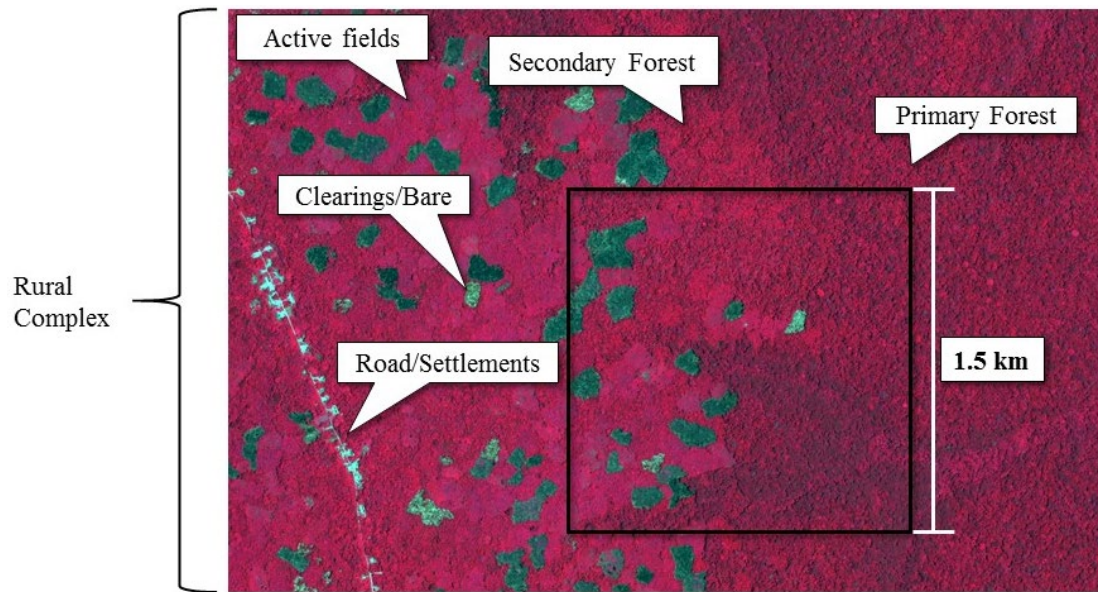 Active fields
Secondary Forest
Primary Forest
Clearings/Bare
Rural
Complex
Road/Settlements
1.5 km